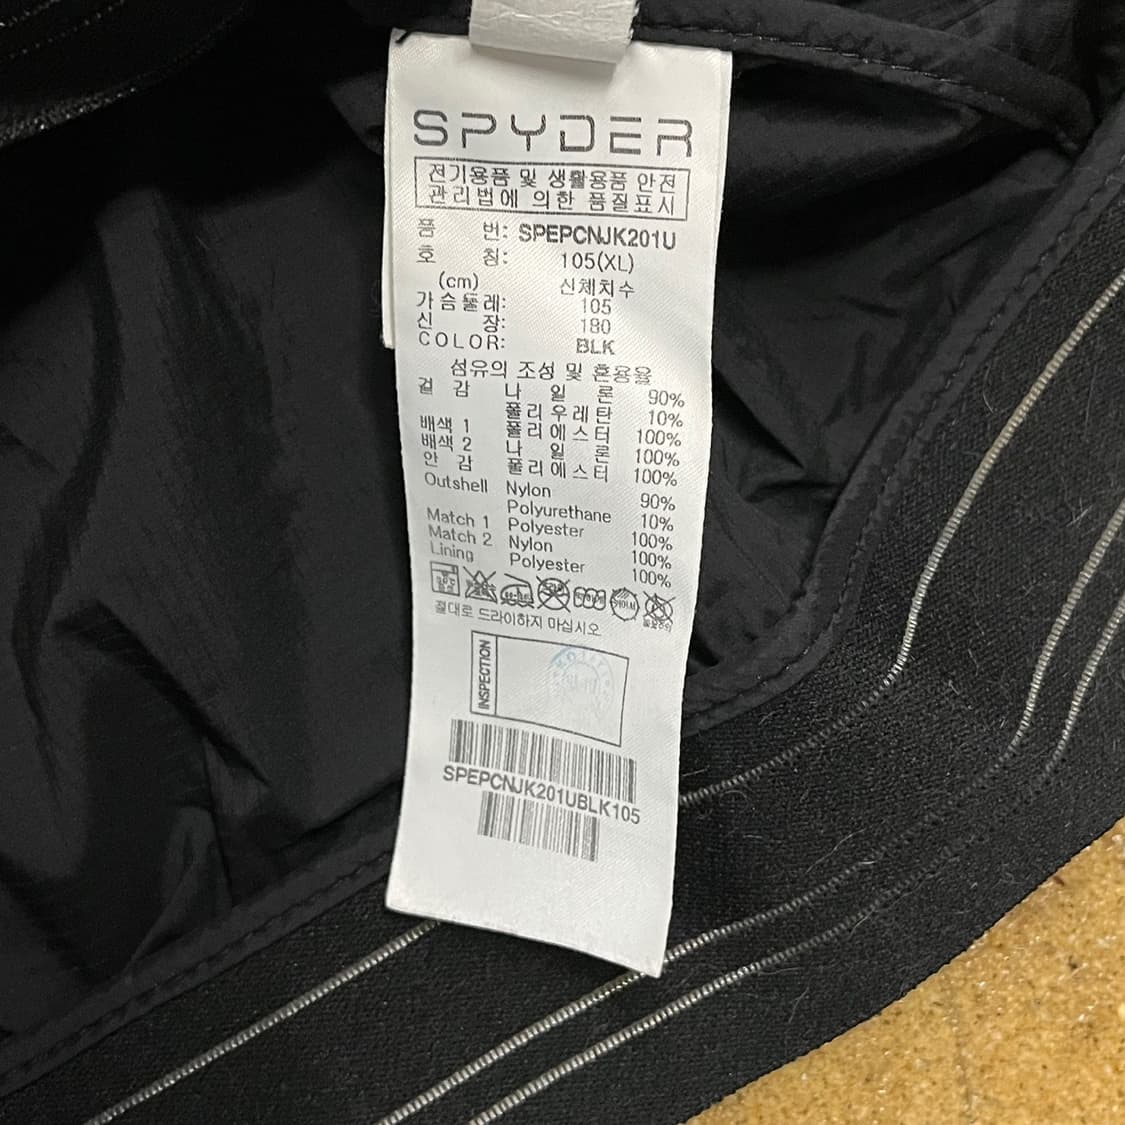 SPYDER
전기용품 및 생활용품 안전
관리법에 의한 품질표시
품 번: SPEPCNJK201U
호 칭: 105(XL)
(cm) 신체치수
가슴둘레: 105
신 장: 180
COLOR: BLK
섬유의 조성 및 혼용율
겉 감 나 일 론 90%
폴리우레탄 10%
배색 1 폴리에스터 100%
배색 2 나 일 론 100%
안 감 폴리에스터 100%
Outshell Nylon 90%
Polyurethane 10%
Match 1 Polyester 100%
Match 2 Nylon 100%
Lining Polyester 100%
절대로 드라이하지 마십시오
INSPECTION
SPEPCNJK201UBLK105